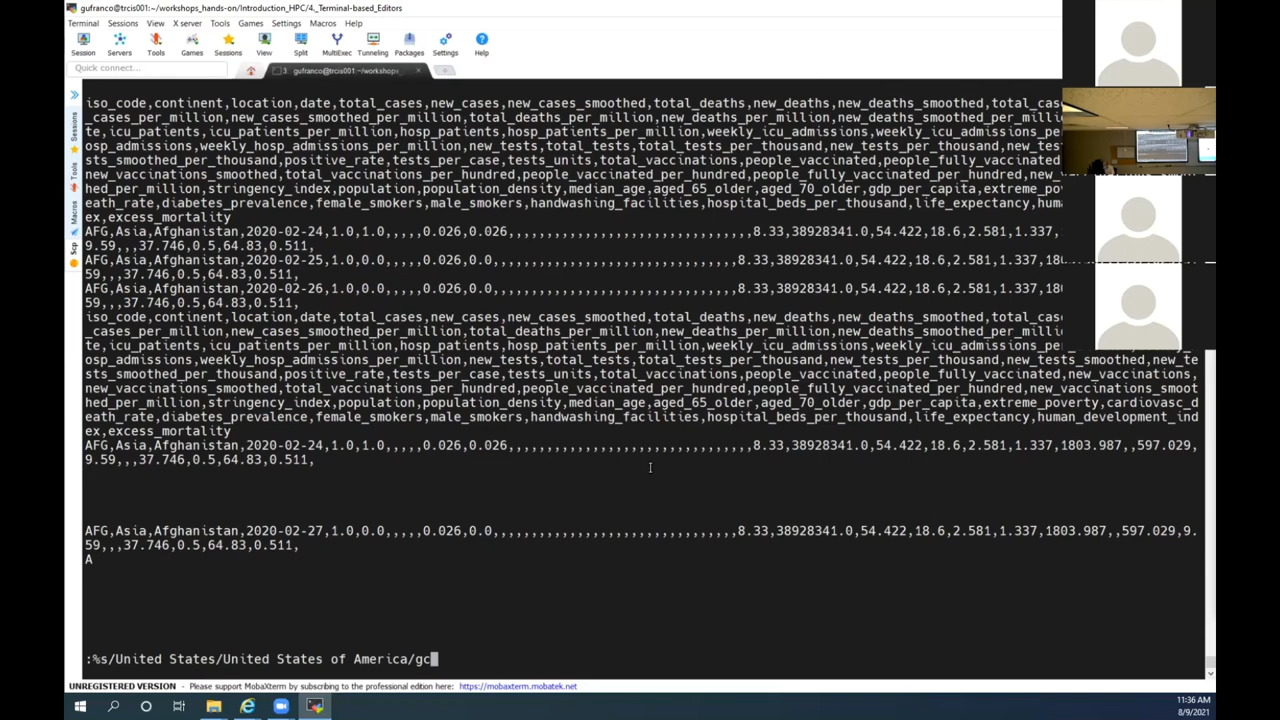 gufranco@trcis001:~/workshops_hands-on/Introduction_HPC/4._Terminal-based_Editors
Terminal Sessions View X server Tools Games Settings Macros Help
Session Servers Tools Games Sessions View Split MultiExec Tunneling Packages Settings Help
Quick connect...
3. gufranco@trcis001:~/workshops_
Sessions
Tools
Macros
Scp
iso_code,continent,location,date,total_cases,new_cases,new_cases_smoothed,total_deaths,new_deaths,new_deaths_smoothed,total_cas
_cases_per_million,new_cases_smoothed_per_million,total_deaths_per_million,new_deaths_per_million,new_deaths_smoothed_per_milli
te,icu_patients,icu_patients_per_million,hosp_patients,hosp_patients_per_million,weekly_icu_admissions,weekly_icu_admissions_pe
osp_admissions,weekly_hosp_admissions_per_million,new_tests,total_tests,total_tests_per_thousand,new_tests_per_thousand,new_tes
sts_smoothed_per_thousand,positive_rate,tests_per_case,tests_units,total_vaccinations,people_vaccinated,people_fully_vaccinated
new_vaccinations_smoothed,total_vaccinations_per_hundred,people_vaccinated_per_hundred,people_fully_vaccinated_per_hundred,new_
hed_per_million,stringency_index,population,population_density,median_age,aged_65_older,aged_70_older,gdp_per_capita,extreme_po
eath_rate,diabetes_prevalence,female_smokers,male_smokers,handwashing_facilities,hospital_beds_per_thousand,life_expectancy,hum
ex,excess_mortality
AFG,Asia,Afghanistan,2020-02-24,1.0,1.0,,,,,0.026,0.026,,,,,,,,,,,,,,,,,,,,,,,,,,,,,,,,,8.33,38928341.0,54.422,18.6,2.581,1.337,
9.59,,,37.746,0.5,64.83,0.511,
AFG,Asia,Afghanistan,2020-02-25,1.0,0.0,,,,,0.026,0.0,,,,,,,,,,,,,,,,,,,,,,,,,,,,,,,,,8.33,38928341.0,54.422,18.6,2.581,1.337,180
59,,,37.746,0.5,64.83,0.511,
AFG,Asia,Afghanistan,2020-02-26,1.0,0.0,,,,,0.026,0.0,,,,,,,,,,,,,,,,,,,,,,,,,,,,,,,,,8.33,38928341.0,54.422,18.6,2.581,1.337,180
59,,,37.746,0.5,64.83,0.511,
iso_code,continent,location,date,total_cases,new_cases,new_cases_smoothed,total_deaths,new_deaths,new_deaths_smoothed,total_cas
_cases_per_million,new_cases_smoothed_per_million,total_deaths_per_million,new_deaths_per_million,new_deaths_smoothed_per_milli
te,icu_patients,icu_patients_per_million,hosp_patients,hosp_patients_per_million,weekly_icu_admissions,weekly_icu_admissions_pe
osp_admissions,weekly_hosp_admissions_per_million,new_tests,total_tests,total_tests_per_thousand,new_tests_per_thousand,new_tests_smoothed,new_te
sts_smoothed_per_thousand,positive_rate,tests_per_case,tests_units,total_vaccinations,people_vaccinated,people_fully_vaccinated,new_vaccinations,
new_vaccinations_smoothed,total_vaccinations_per_hundred,people_vaccinated_per_hundred,people_fully_vaccinated_per_hundred,new_vaccinations_smoot
hed_per_million,stringency_index,population,population_density,median_age,aged_65_older,aged_70_older,gdp_per_capita,extreme_poverty,cardiovasc_d
eath_rate,diabetes_prevalence,female_smokers,male_smokers,handwashing_facilities,hospital_beds_per_thousand,life_expectancy,human_development_ind
ex,excess_mortality
AFG,Asia,Afghanistan,2020-02-24,1.0,1.0,,,,,0.026,0.026,,,,,,,,,,,,,,,,,,,,,,,,,,,,,,,,,8.33,38928341.0,54.422,18.6,2.581,1.337,1803.987,,597.029,
9.59,,,37.746,0.5,64.83,0.511,
AFG,Asia,Afghanistan,2020-02-27,1.0,0.0,,,,,0.026,0.0,,,,,,,,,,,,,,,,,,,,,,,,,,,,,,,,,8.33,38928341.0,54.422,18.6,2.581,1.337,1803.987,,597.029,9.
59,,,37.746,0.5,64.83,0.511,
A
:%s/United States/United States of America/gc
UNREGISTERED VERSION - Please support MobaXterm by subscribing to the professional edition here: https://mobaxterm.mobatek.net
11:36 AM
8/9/2021